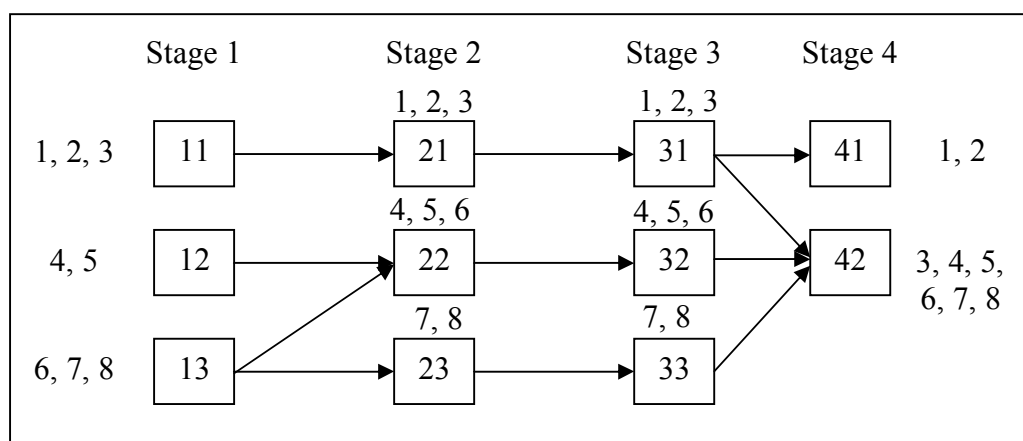 Stage 1 Stage 2 Stage 3 Stage 4
1, 2, 3 1, 2, 3
1, 2, 3 11 21 31 41 1, 2
4, 5, 6 4, 5, 6
4, 5 12 22 32 42 3, 4, 5,
6, 7, 8
7, 8 7, 8
6, 7, 8 13 23 33